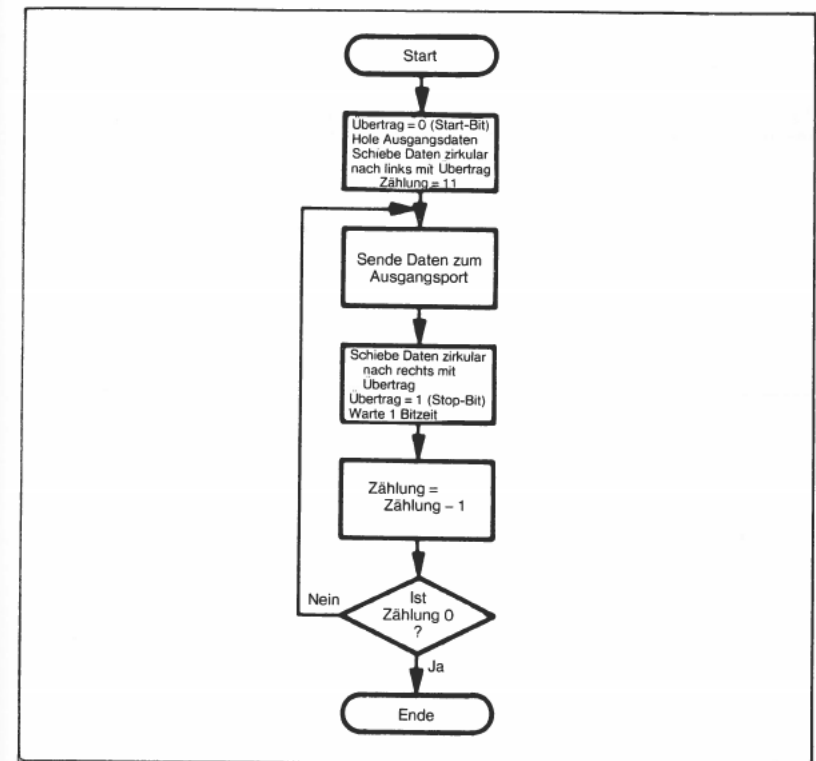 Start
Übertrag = 0 (Start-Bit)
Hole Ausgangsdaten
Schiebe Daten zirkular
nach links mit Übertrag
Zählung = 11
Sende Daten zum
Ausgangsport
Schiebe Daten zirkular
nach rechts mit
Übertrag
Übertrag = 1 (Stop-Bit)
Warte 1 Bitzeit
Zählung =
Zählung – 1
Ist
Zählung 0
?
Nein
Ja
Ende